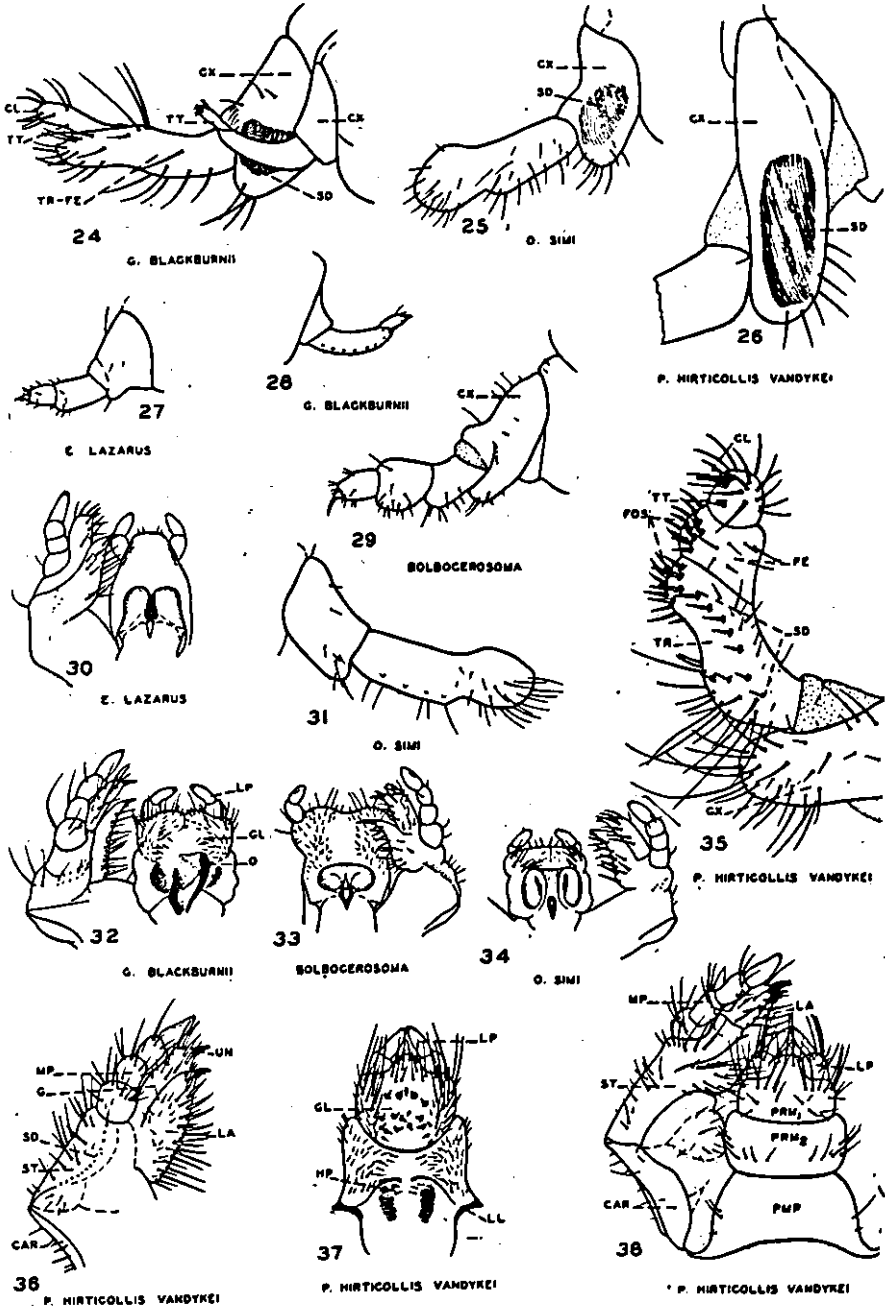 CX
CL
TT
TT
CX
TR-FE
SD
24
G. BLACKBURNII
CX
SD
25
O. SIMI
CX
SD
26
P. HIRTICOLLIS VANDYKEI
27
E. LAZARUS
28
G. BLACKBURNII
CX
29
BOLBOCEROSOMA
30
E. LAZARUS
31
O. SIMI
CL
TT
FOS
FE
SD
TR
CX
35
P. HIRTICOLLIS VANDYKEI
LP
GL
O
32
G. BLACKBURNII
33
BOLBOCEROSOMA
34
O. SIMI
MP
UN
G
SD
LA
ST
CAR
36
P. HIRTICOLLIS VANDYKEI
LP
GL
HP
LL
37
P. HIRTICOLLIS VANDYKEI
MP
LA
LP
ST
PRM1
PRM2
CAR
PMP
38
P. HIRTICOLLIS VANDYKEI